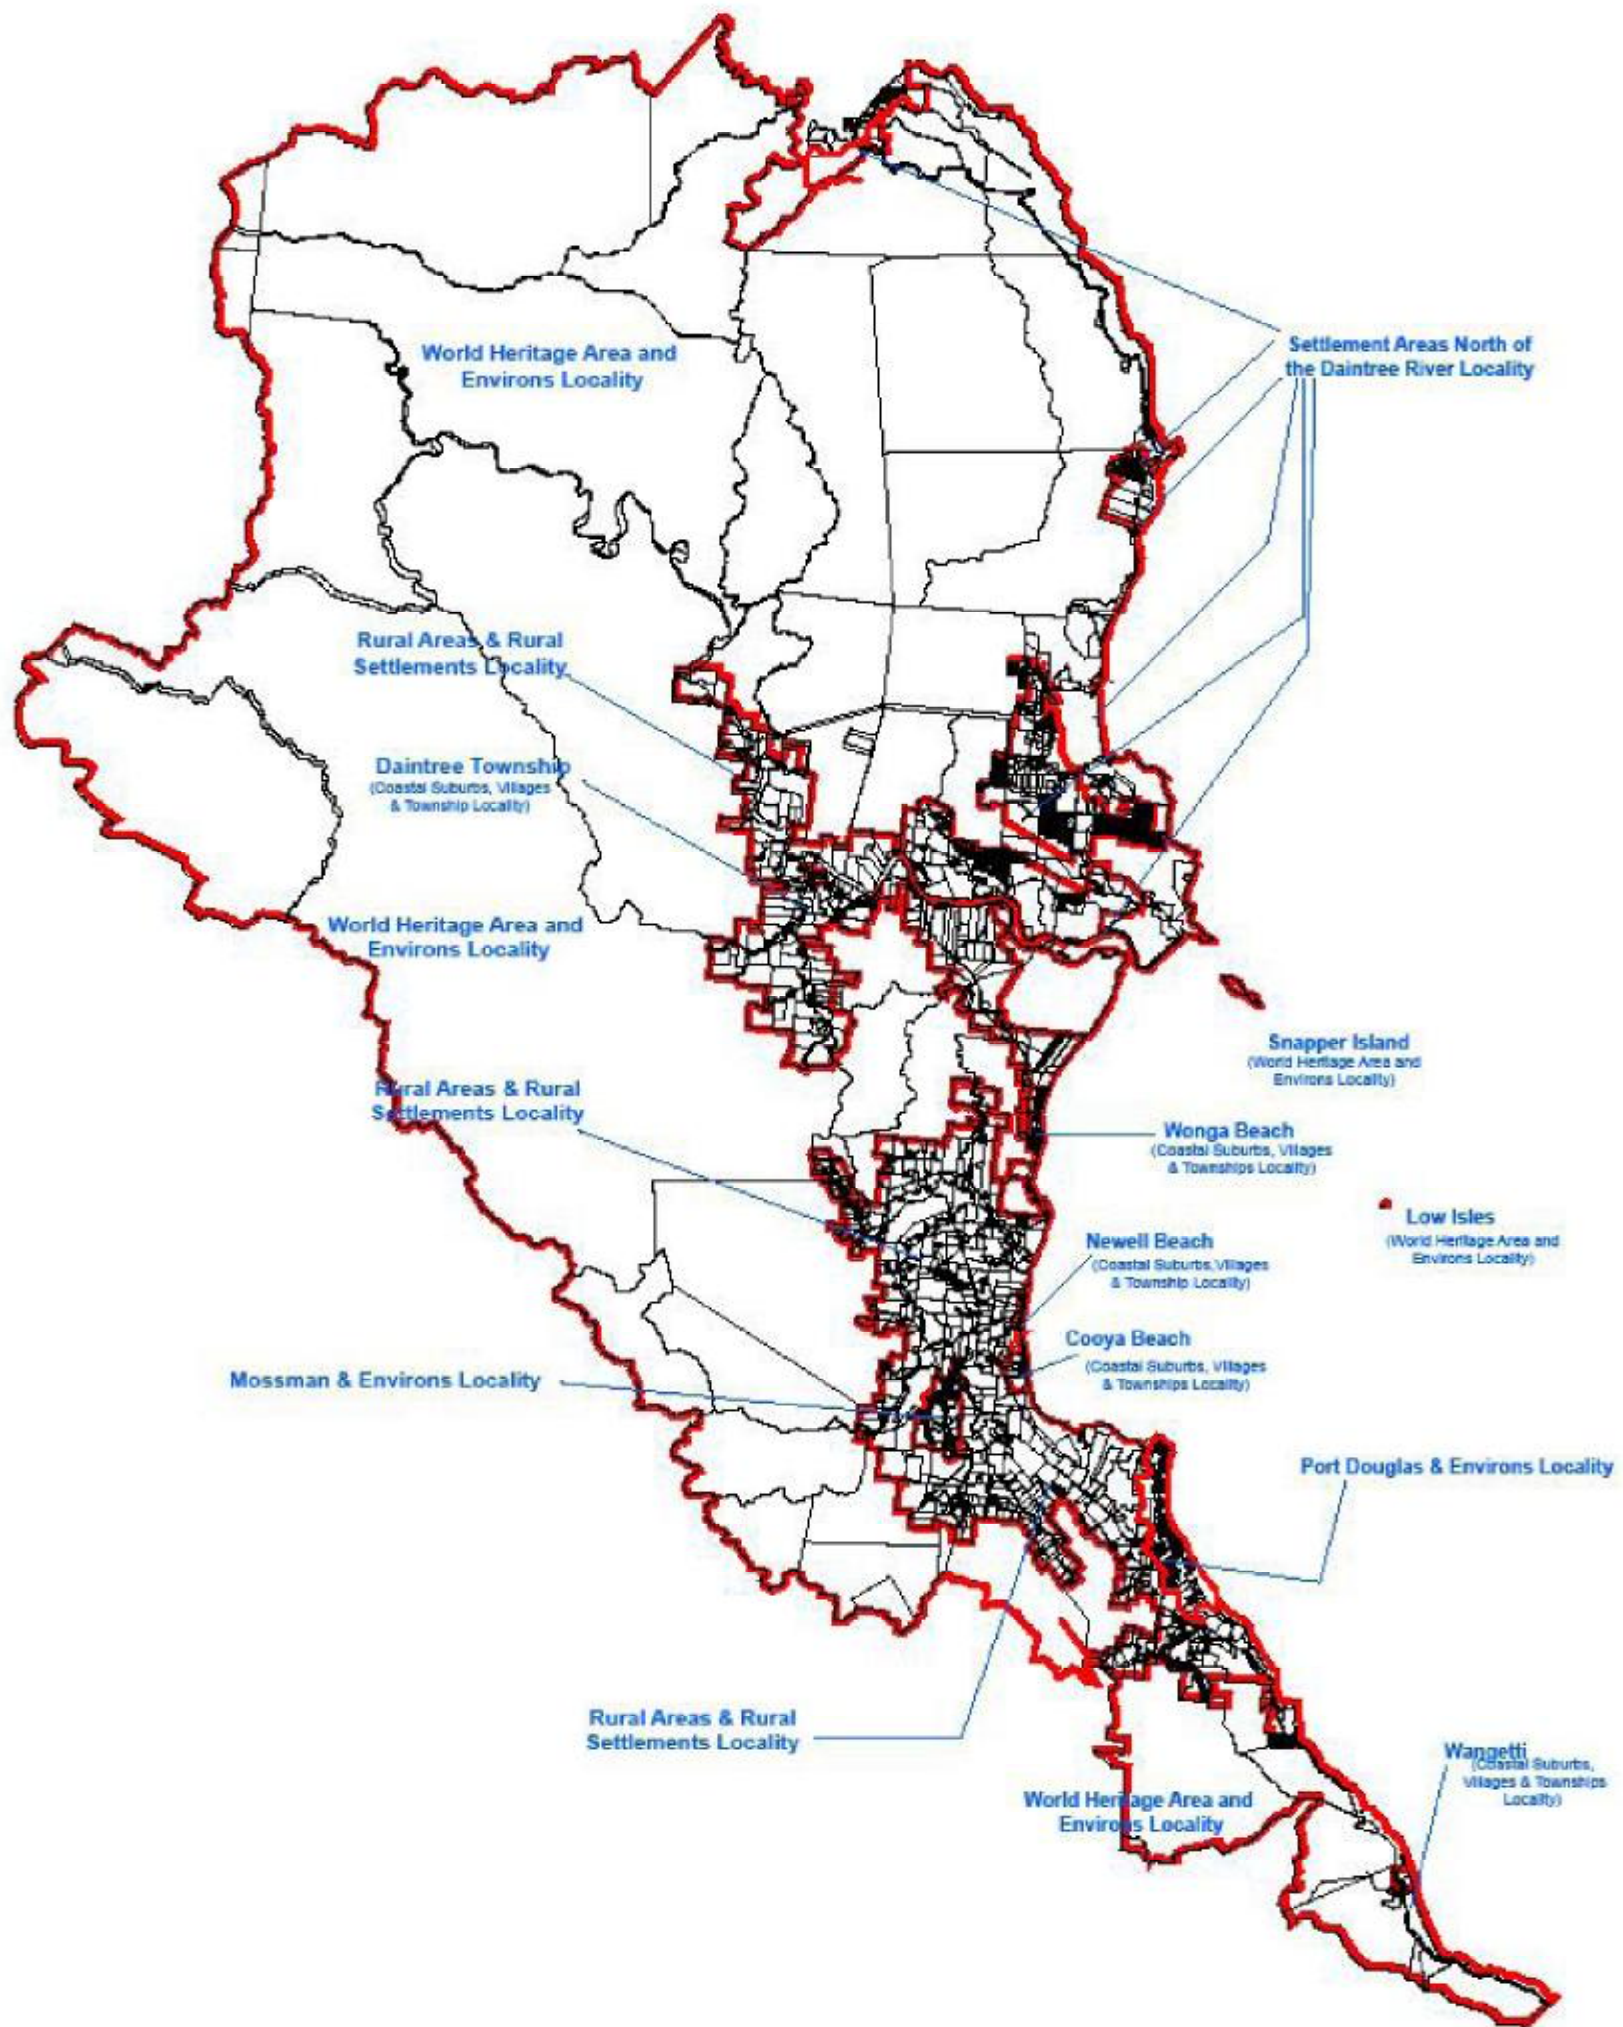 World Heritage Area and
Environs Locality
Settlement Areas North of
the Daintree River Locality
Rural Areas & Rural
Settlements Locality
Daintree Township
(Coastal Suburbs, Villages
& Township Locality)
World Heritage Area and
Environs Locality
Snapper Island
(World Heritage Area and
Environs Locality)
Rural Areas & Rural
Settlements Locality
Wonga Beach
(Coastal Suburbs, Villages
& Townships Locality)
Low Isles
(World Heritage Area and
Environs Locality)
Newell Beach
(Coastal Suburbs, Villages
& Township Locality)
Cooya Beach
(Coastal Suburbs, Villages
& Townships Locality)
Mossman & Environs Locality
Port Douglas & Environs Locality
Rural Areas & Rural
Settlements Locality
Wangetti
(Coastal Suburbs,
Villages & Townships
Locality)
World Heritage Area and
Environs Locality